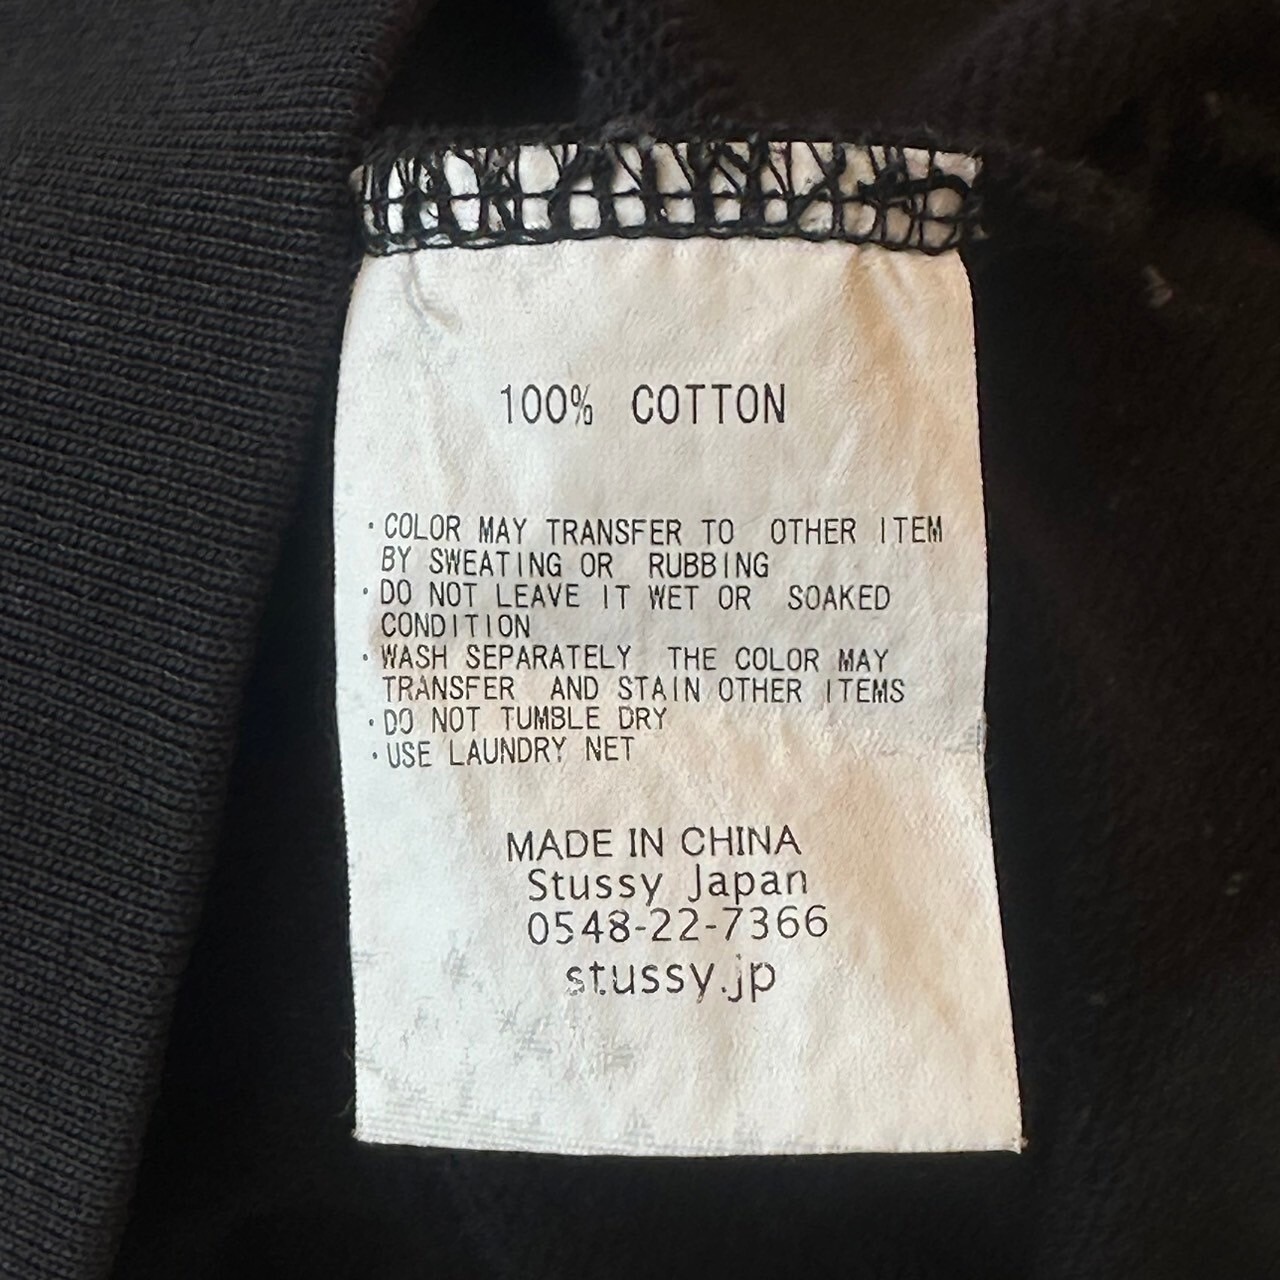 100% COTTON
・COLOR MAY TRANSFER TO OTHER ITEM
BY SWEATING OR RUBBING
・DO NOT LEAVE IT WET OR SOAKED
CONDITION
・WASH SEPARATELY THE COLOR MAY
TRANSFER AND STAIN OTHER ITEMS
・DO NOT TUMBLE DRY
・USE LAUNDRY NET
MADE IN CHINA
Stussy Japan
0548-22-7366
stussy.jp